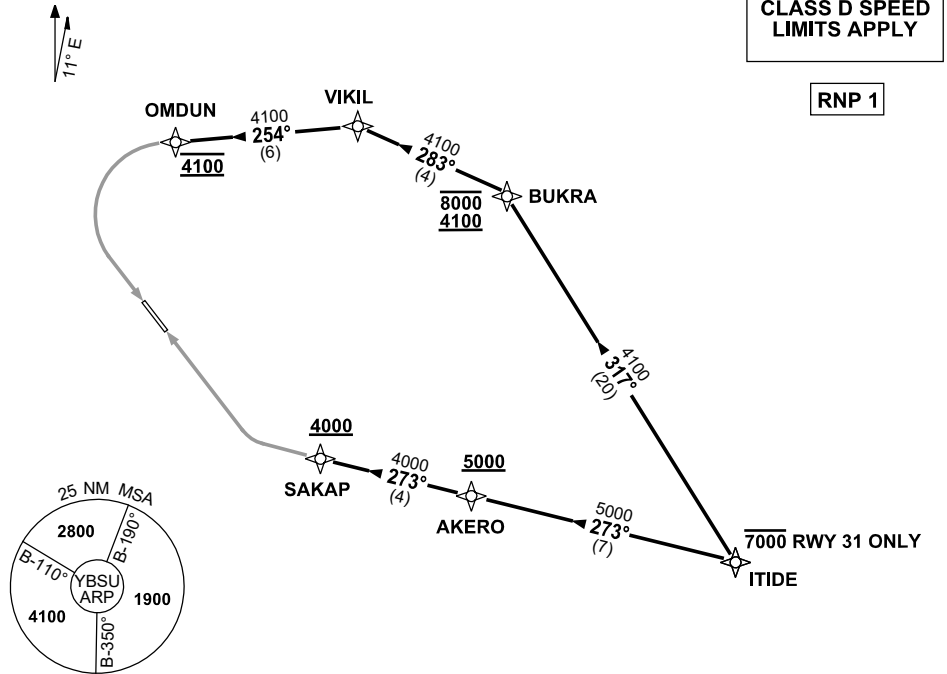 CLASS D SPEED
LIMITS APPLY
RNP 1
11° E
OMDUN
4100
4100
254°
(6)
VIKIL
4100
283°
(4)
8000
4100
BUKRA
4100
317°
(20)
4000
SAKAP
4000
273°
(4)
5000
AKERO
5000
273°
(7)
7000 RWY 31 ONLY
ITIDE
25 NM MSA
2800
B-190°
B-110°
YBSU
ARP
1900
4100
B-350°